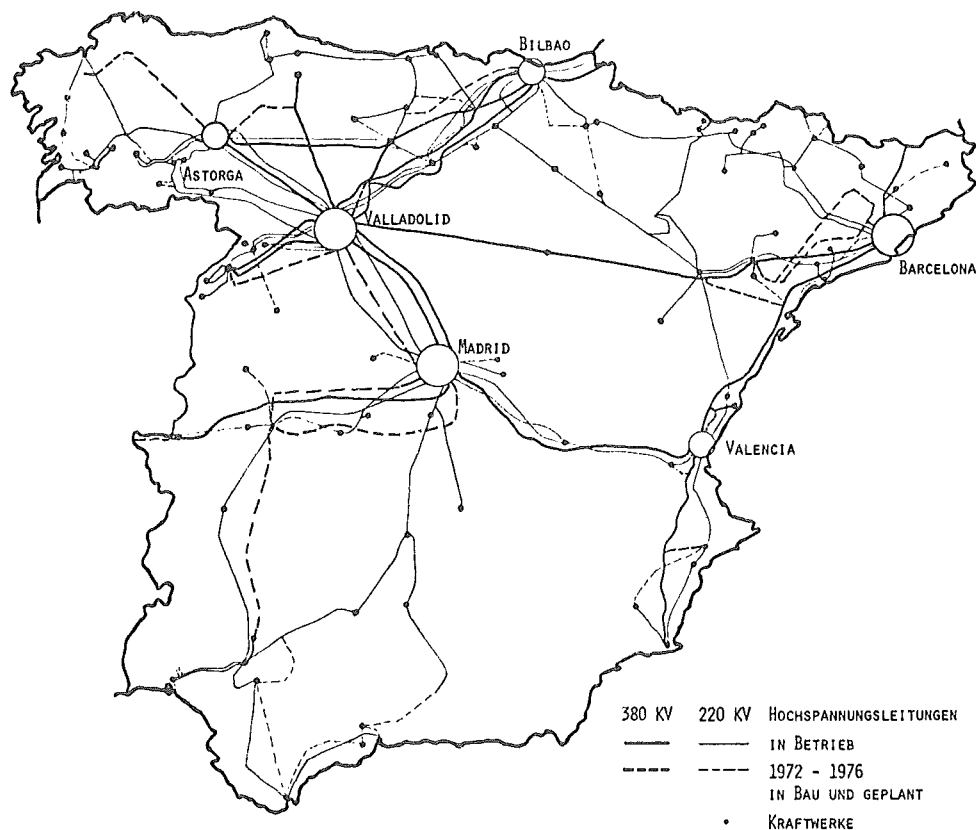 BILBAO
ASTORGA
VALLADOLID
BARCELONA
MADRID
VALENCIA
380 KV 220 KV HOCHSPANNUNGSLEITUNGEN
IN BETRIEB
1972 - 1976
IN BAU UND GEPLANT
KRAFTWERKE